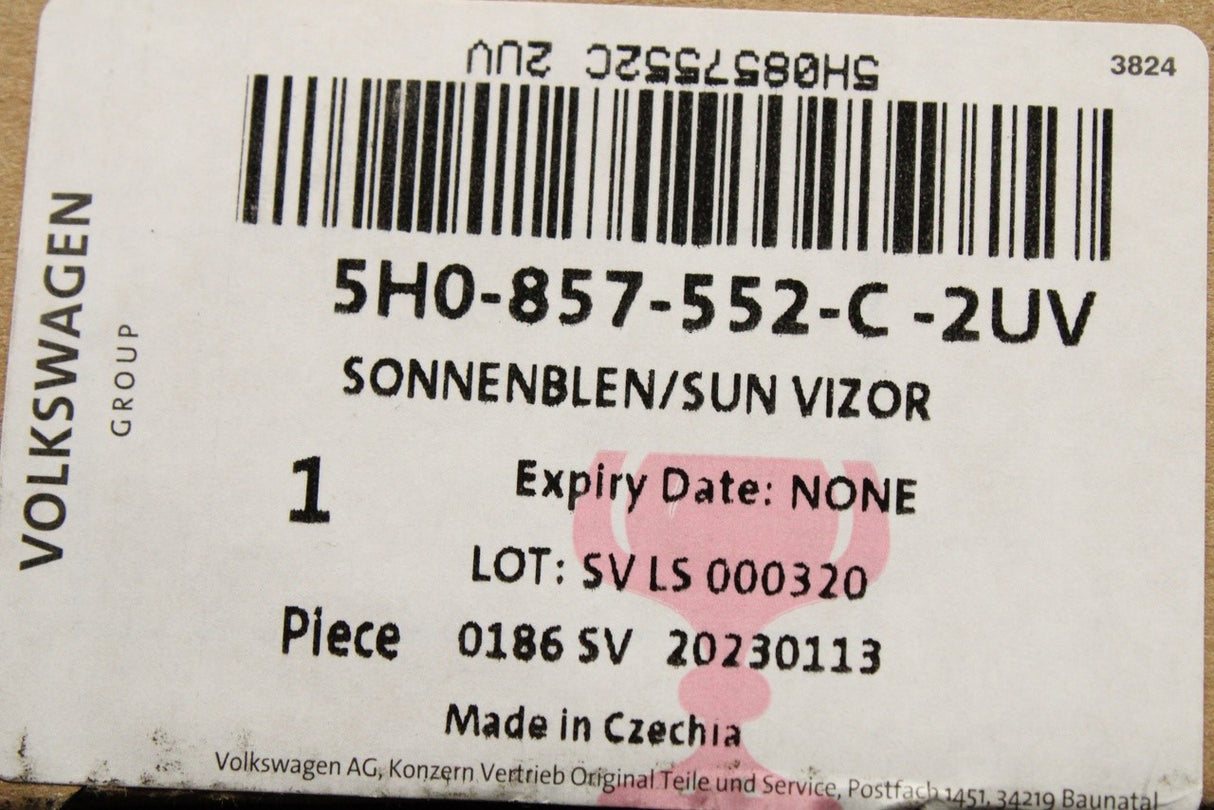 3824
5H0857552C 2UV
5H0-857-552-C -2UV
SONNENBLEN/SUN VIZOR
1
Expiry Date: NONE
LOT: SV LS 000320
Piece 0186 SV 20230113
Made in Czechia
Volkswagen AG, Konzern Vertrieb Original Teile und Service, Postfach 1451, 34219 Baunatal
VOLKSWAGEN
GROUP